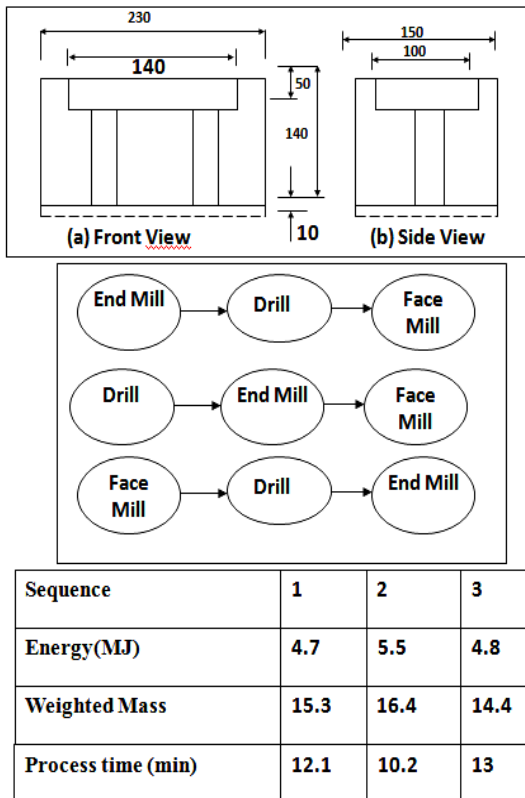 230
140
50
140
10
150
100
(a) Front View
(b) Side View
End Mill
Drill
Face
Mill
Drill
End Mill
Face
Mill
Face
Mill
Drill
End Mill
Sequence 1 2 3
Energy(MJ) 4.7 5.5 4.8
Weighted Mass 15.3 16.4 14.4
Process time (min) 12.1 10.2 13